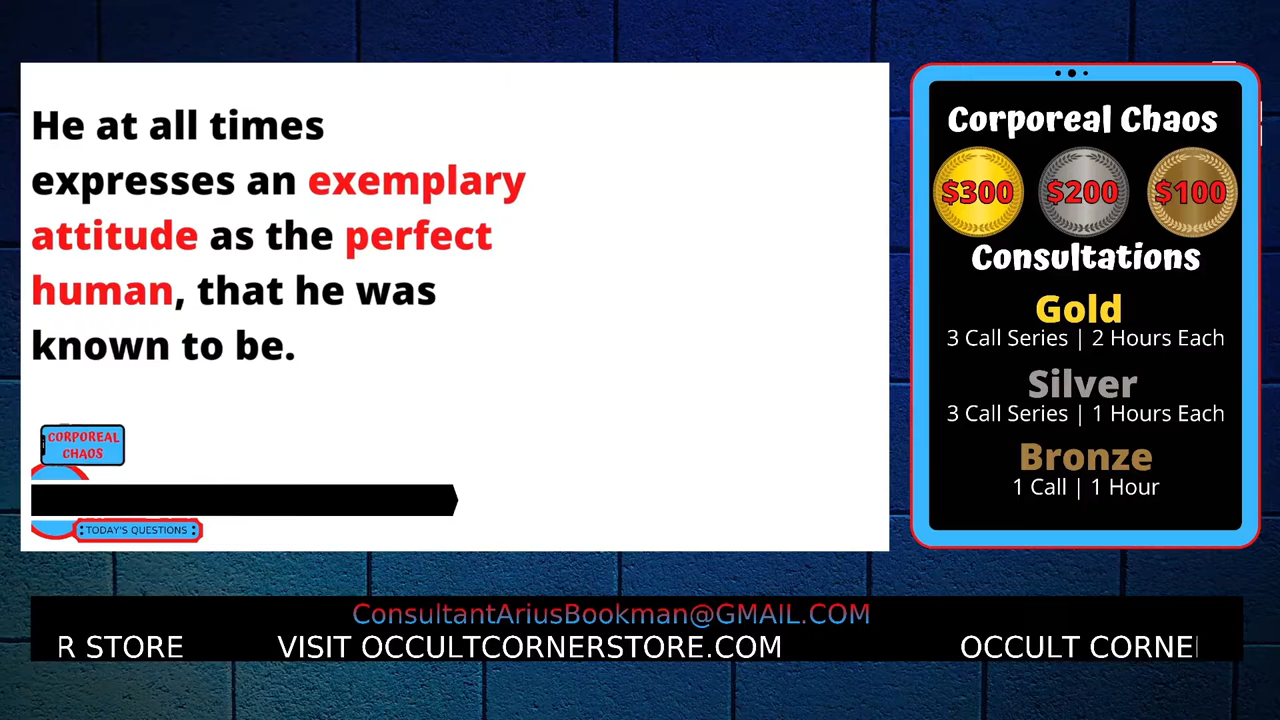 He at all times
expresses an exemplary
attitude as the perfect
human, that he was
known to be.
CORPOREAL
CHAOS
TODAY'S QUESTIONS
Corporeal Chaos
$300 $200 $100
Consultations
Gold
3 Call Series | 2 Hours Each
Silver
3 Call Series | 1 Hours Each
Bronze
1 Call | 1 Hour
ConsultantAriusBookman@GMAIL.COM
R STORE VISIT OCCULTCORNERSTORE.COM OCCULT CORNE